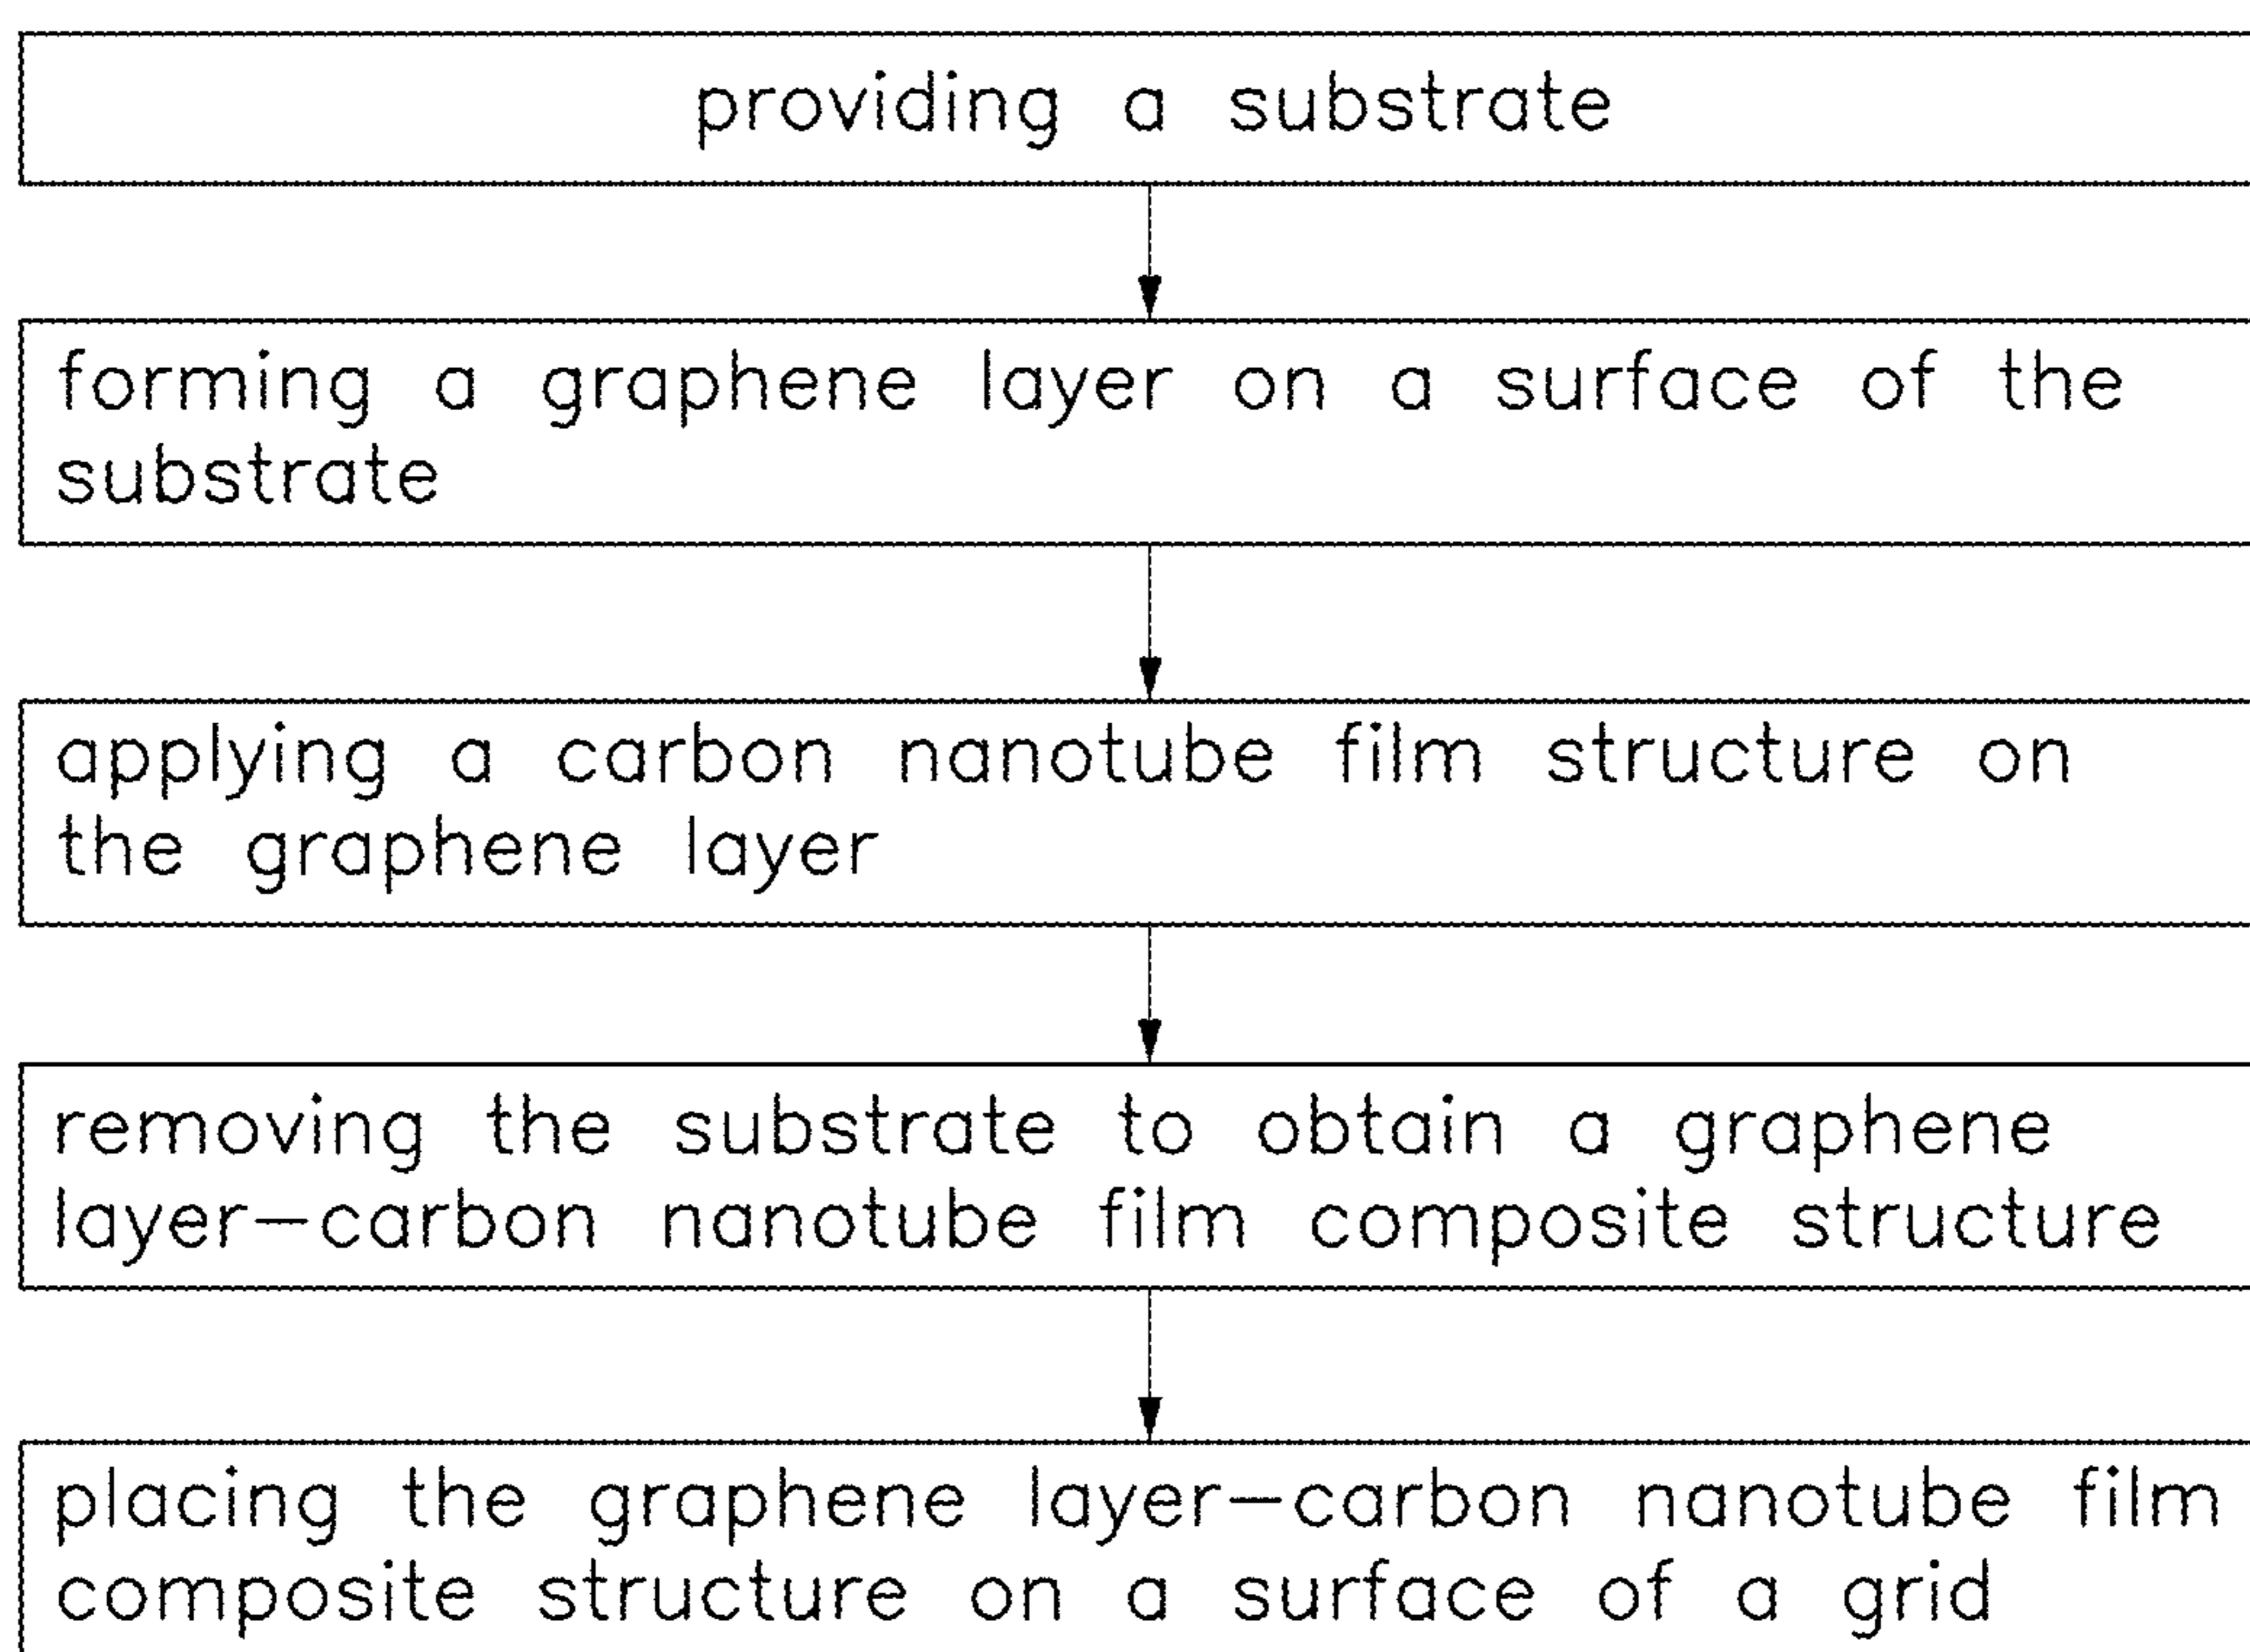 providing a substrate
forming a graphene layer on a surface of the
substrate
applying a carbon nanotube film structure on
the graphene layer
removing the substrate to obtain a graphene
layer-carbon nanotube film composite structure
placing the graphene layer-carbon nanotube film
composite structure on a surface of a grid